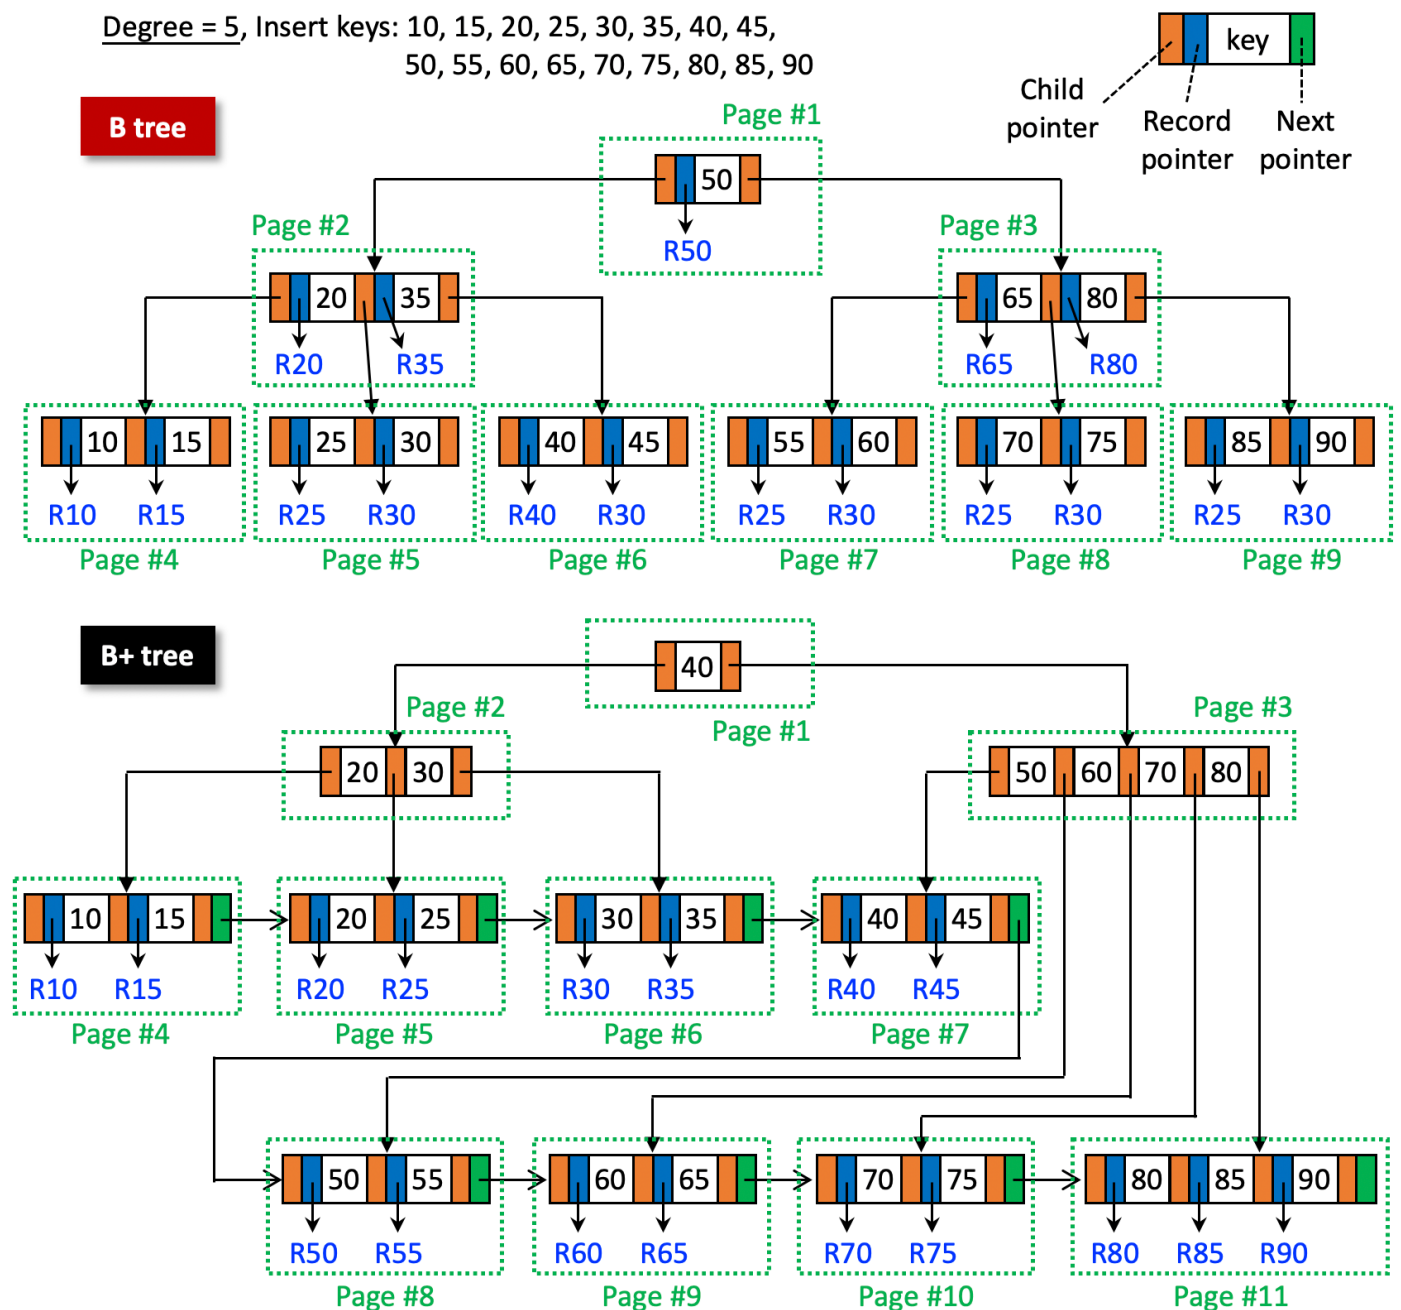 Degree = 5, Insert keys: 10, 15, 20, 25, 30, 35, 40, 45,
50, 55, 60, 65, 70, 75, 80, 85, 90
key
Child pointer
Record pointer
Next pointer
B tree
Page #1
50
R50
Page #2
20 35
R20 R35
Page #3
65 80
R65 R80
10 15
R10 R15
Page #4
25 30
R25 R30
Page #5
40 45
R40 R30
Page #6
55 60
R25 R30
Page #7
70 75
R25 R30
Page #8
85 90
R25 R30
Page #9
B+ tree
40
Page #1
Page #2
20 30
Page #3
50 60 70 80
10 15
R10 R15
Page #4
20 25
R20 R25
Page #5
30 35
R30 R35
Page #6
40 45
R40 R45
Page #7
50 55
R50 R55
Page #8
60 65
R60 R65
Page #9
70 75
R70 R75
Page #10
80 85 90
R80 R85 R90
Page #11